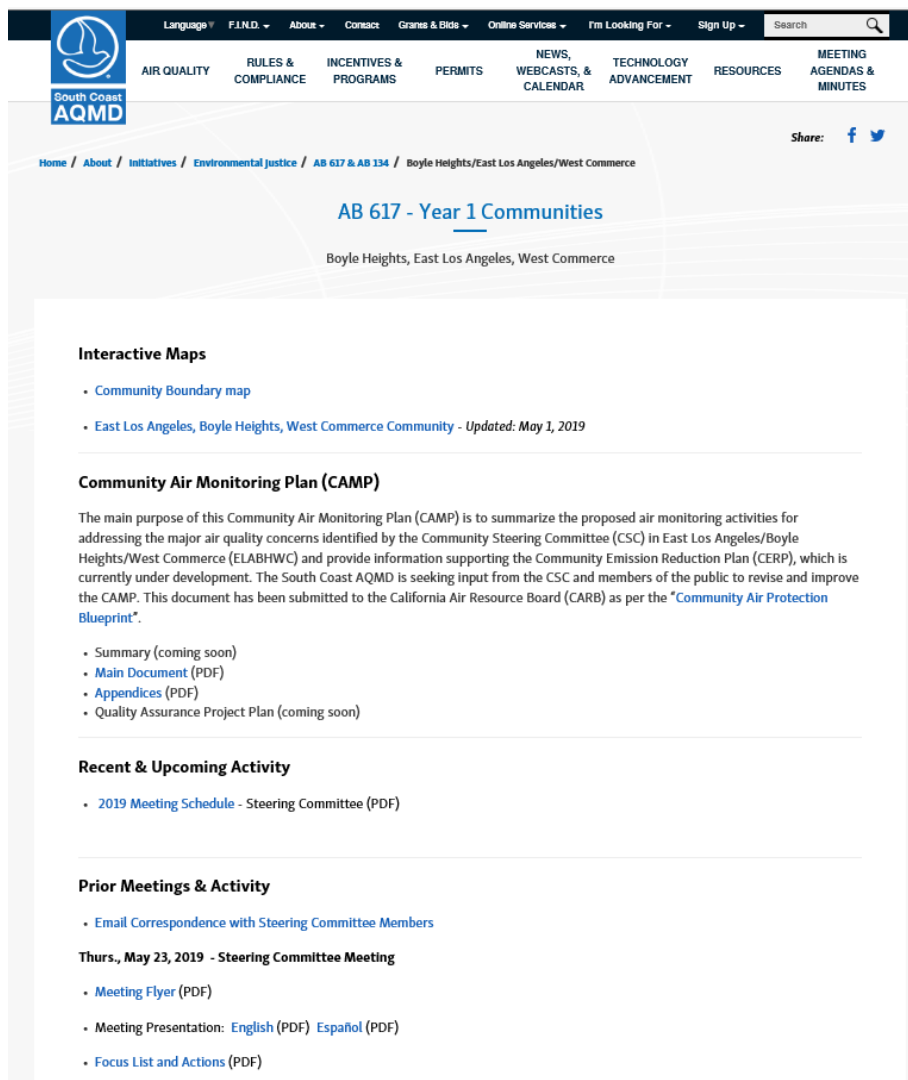 Language F.I.N.D. About Contact Grants & Bids Online Services I'm Looking For Sign Up Search
South Coast
AQMD
AIR QUALITY
RULES &
COMPLIANCE
INCENTIVES &
PROGRAMS
PERMITS
NEWS,
WEBCASTS, &
CALENDAR
TECHNOLOGY
ADVANCEMENT
RESOURCES
MEETING
AGENDAS &
MINUTES
Share:
Home / About / Initiatives / Environmental Justice / AB 617 & AB 134 / Boyle Heights/East Los Angeles/West Commerce
AB 617 - Year 1 Communities
Boyle Heights, East Los Angeles, West Commerce
Interactive Maps
• Community Boundary map
• East Los Angeles, Boyle Heights, West Commerce Community - Updated: May 1, 2019
Community Air Monitoring Plan (CAMP)
The main purpose of this Community Air Monitoring Plan (CAMP) is to summarize the proposed air monitoring activities for
addressing the major air quality concerns identified by the Community Steering Committee (CSC) in East Los Angeles/Boyle
Heights/West Commerce (ELABHWC) and provide information supporting the Community Emission Reduction Plan (CERP), which is
currently under development. The South Coast AQMD is seeking input from the CSC and members of the public to revise and improve
the CAMP. This document has been submitted to the California Air Resource Board (CARB) as per the "Community Air Protection
Blueprint".
• Summary (coming soon)
• Main Document (PDF)
• Appendices (PDF)
• Quality Assurance Project Plan (coming soon)
Recent & Upcoming Activity
• 2019 Meeting Schedule - Steering Committee (PDF)
Prior Meetings & Activity
• Email Correspondence with Steering Committee Members
Thurs., May 23, 2019 - Steering Committee Meeting
• Meeting Flyer (PDF)
• Meeting Presentation: English (PDF) Español (PDF)
• Focus List and Actions (PDF)